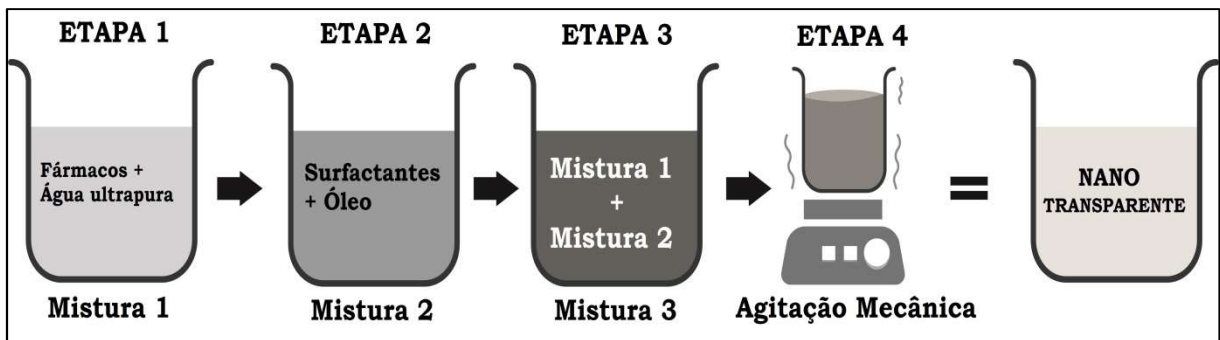 ETAPA 1
ETAPA 2
ETAPA 3
ETAPA 4
Fármacos +
Água ultrapura
Surfactantes
+ Óleo
Mistura 1
+
Mistura 2
=
NANO
TRANSPARENTE
Mistura 1
Mistura 2
Mistura 3
Agitação Mecânica